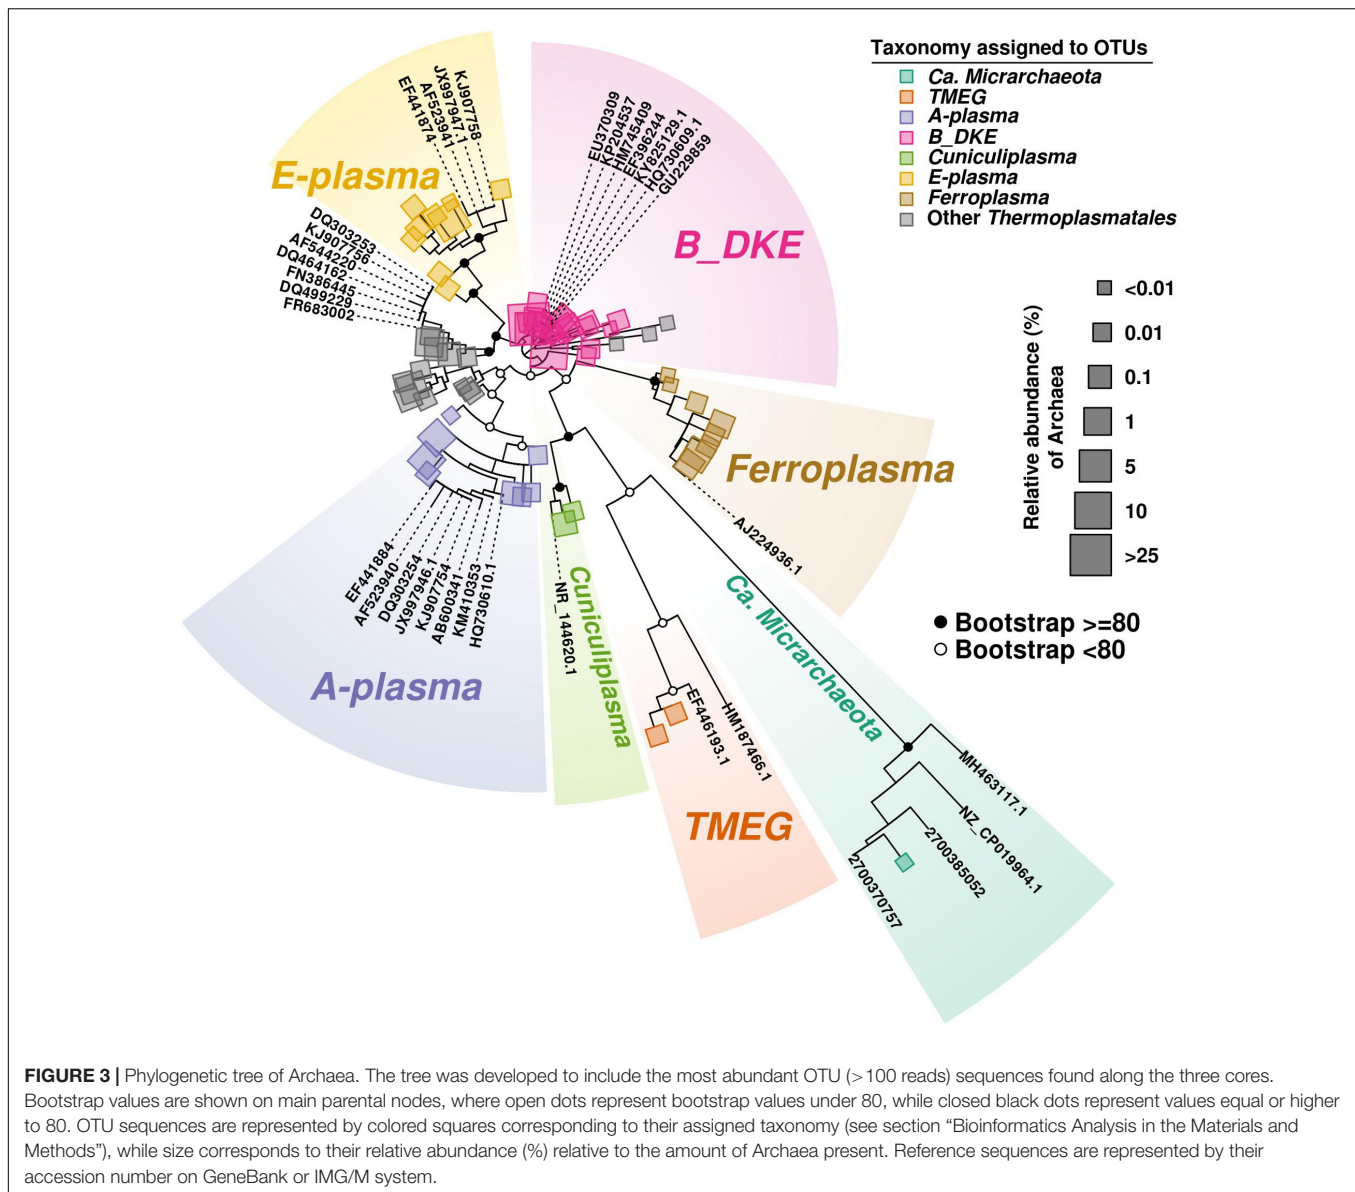 Taxonomy assigned to OTUs
Ca. Micrarchaeota
TMEG
A-plasma
B_DKE
Cuniculiplasma
E-plasma
Ferroplasma
Other Thermoplasmatales
KJ907758
JX997947.1
AF523941
EF441874
E-plasma
EU370309
KP204537
HM745409
EF396244
KY825129.1
HQ730609.1
GU229859
B_DKE
DQ303253
KJ907756
AF544220
DQ464162
FN386445
DQ499229
FR683002
Relative abundance (%)
of Archaea
<0.01
0.01
0.1
1
5
10
>25
Ferroplasma
AJ224936.1
Bootstrap >=80
Bootstrap <80
EF441884
AF523940
DQ303254
JX997946.1
KJ907754
AB600341
KM410353
HQ730610.1
A-plasma
NR_144620.1
Cuniculiplasma
Ca. Micrarchaeota
EF446193.1
HM187466.1
TMEG
MH463117.1
NZ_CP019964.1
2700385052
2700370757
FIGURE 3 | Phylogenetic tree of Archaea. The tree was developed to include the most abundant OTU (>100 reads) sequences found along the three cores.
Bootstrap values are shown on main parental nodes, where open dots represent bootstrap values under 80, while closed black dots represent values equal or higher
to 80. OTU sequences are represented by colored squares corresponding to their assigned taxonomy (see section “Bioinformatics Analysis in the Materials and
Methods”), while size corresponds to their relative abundance (%) relative to the amount of Archaea present. Reference sequences are represented by their
accession number on GeneBank or IMG/M system.